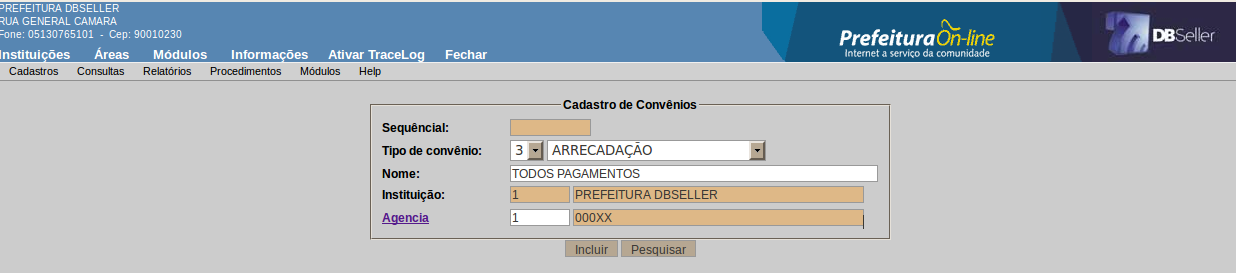 PREFEITURA DBSELLER
RUA GENERAL CAMARA
Fone: 05130765101 - Cep: 90010230
Prefeitura On-line
Internet a serviço da comunidade
DBSeller
Instituições Áreas Módulos Informações Ativar TraceLog Fechar
Cadastros Consultas Relatórios Procedimentos Módulos Help
Cadastro de Convênios
Sequêncial:
Tipo de convênio: 3 ARRECADAÇÃO
Nome: TODOS PAGAMENTOS
Instituição: 1 PREFEITURA DBSELLER
Agencia 1 000XX
Incluir Pesquisar